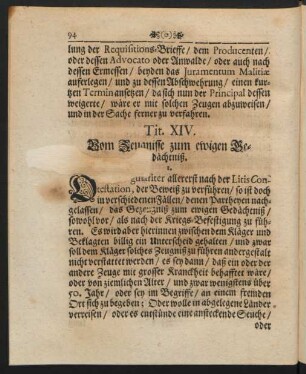 94
lung der Requisitions-Brieffe/ dem Producenten/
oder dessen Advocato oder Anwalde/ oder auch nach
dessen Ermessen/ beyden das Juramentum Malitiæ
auferlegen/ und zu dessen Abschwehrung/ einen kur-
tzen Termin ansetzen/ da sich nun der Principal dessen
weigerte/ wäre er mit solchen Zeugen abzuweisen/
und in der Sache ferner zu verfahren.
Tit. XIV.
Vom Zeugnisse zum ewigen Ge-
dächtniß.
1.
allererst nach der Litis Con-
testation, der Beweiß zu verführen/ so ist doch
in verschiedenen Fällen/ denen Partheyen nach-
gelassen/ das Gezeugniß zum ewigen Gedächtniß/
sowohl vor/ als nach der Kriegs-Befestigung zu füh-
ren. Es wird aber hierinnen zwischen dem Kläger und
Beklagten billig ein Unterscheid gehalten/ und zwar
soll dem Kläger solches Zeugniß zu führen andergestalt
nicht verstattet werden/ es sey dann/ daß ein oder der
andere Zeuge mit grosser Kranckheit behafftet wäre/
oder von ziemlichen Alter/ und zwar wenigstens über
50. Jahr/ oder sey im Begriffe/ an einem fremden
Ort sich zu begeben; Oder wolle in abgelegene Länder
verreisen/ oder es entstünde eine ansteckende Seuche/
oder